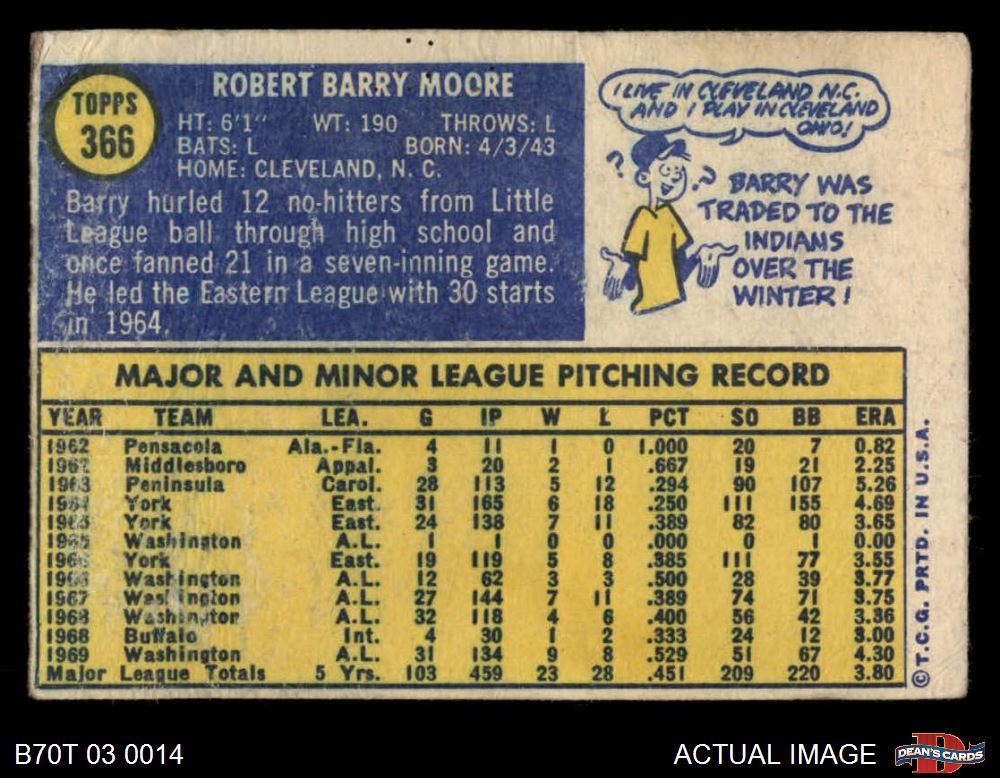 TOPPS
366
ROBERT BARRY MOORE
HT: 6'1" WT: 190 THROWS: L
BATS: L BORN: 4/3/43
HOME: CLEVELAND, N. C.
Barry hurled 12 no-hitters from Little
League ball through high school and
once fanned 21 in a seven-inning game.
He led the Eastern League with 30 starts
in 1964.
I LIVE IN CLEVELAND N.C.
AND I PLAY IN CLEVELAND
OHIO!
? ?
BARRY WAS
TRADED TO THE
INDIANS
OVER THE
WINTER!
MAJOR AND MINOR LEAGUE PITCHING RECORD
YEAR TEAM LEA. G IP W L PCT SO BB ERA
1962 Pensacola Ala.-Fla. 4 11 1 0 1.000 20 7 0.82
1962 Middlesboro Appal. 3 20 2 1 .667 19 21 2.25
1963 Peninsula Carol. 28 113 5 12 .294 90 107 5.26
1964 York East. 31 165 6 18 .250 111 155 4.69
1965 York East. 24 138 7 11 .389 82 80 3.65
1965 Washington A.L. 1 1 0 0 .000 0 1 0.00
1966 York East. 19 119 5 8 .385 111 77 3.55
1966 Washington A.L. 12 62 3 3 .500 28 39 3.77
1967 Washington A.L. 27 144 7 11 .389 74 71 3.75
1968 Washington A.L. 32 118 4 6 .400 56 42 3.36
1968 Buffalo Int. 4 30 1 2 .333 24 12 3.00
1969 Washington A.L. 31 134 9 8 .529 51 67 4.30
Major League Totals 5 Yrs. 103 459 23 28 .451 209 220 3.80
©T.C.G. PRTD. IN U.S.A.
B70T 03 0014
ACTUAL IMAGE
D
DEAN'S CARDS